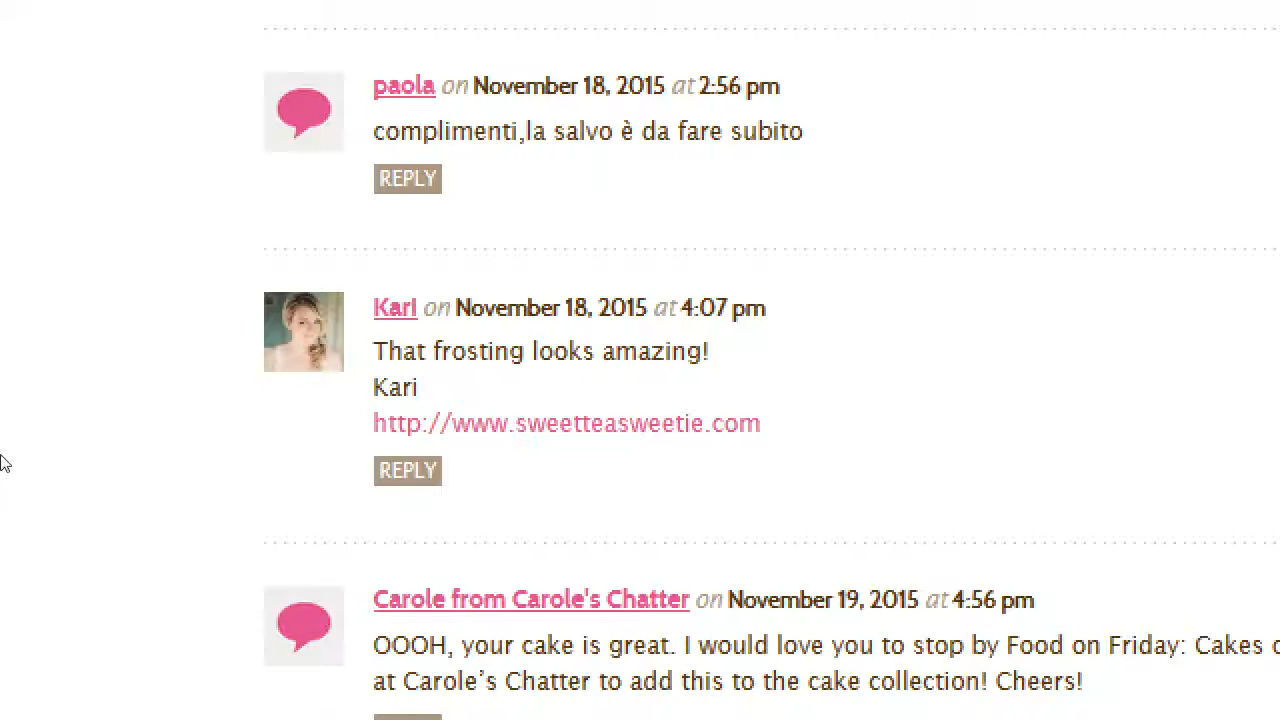 paola on November 18, 2015 at 2:56 pm
complimenti,la salvo è da fare subito
REPLY
Kari on November 18, 2015 at 4:07 pm
That frosting looks amazing!
Kari
http://www.sweetteasweetie.com
REPLY
Carole from Carole's Chatter on November 19, 2015 at 4:56 pm
OOOH, your cake is great. I would love you to stop by Food on Friday: Cakes
at Carole’s Chatter to add this to the cake collection! Cheers!